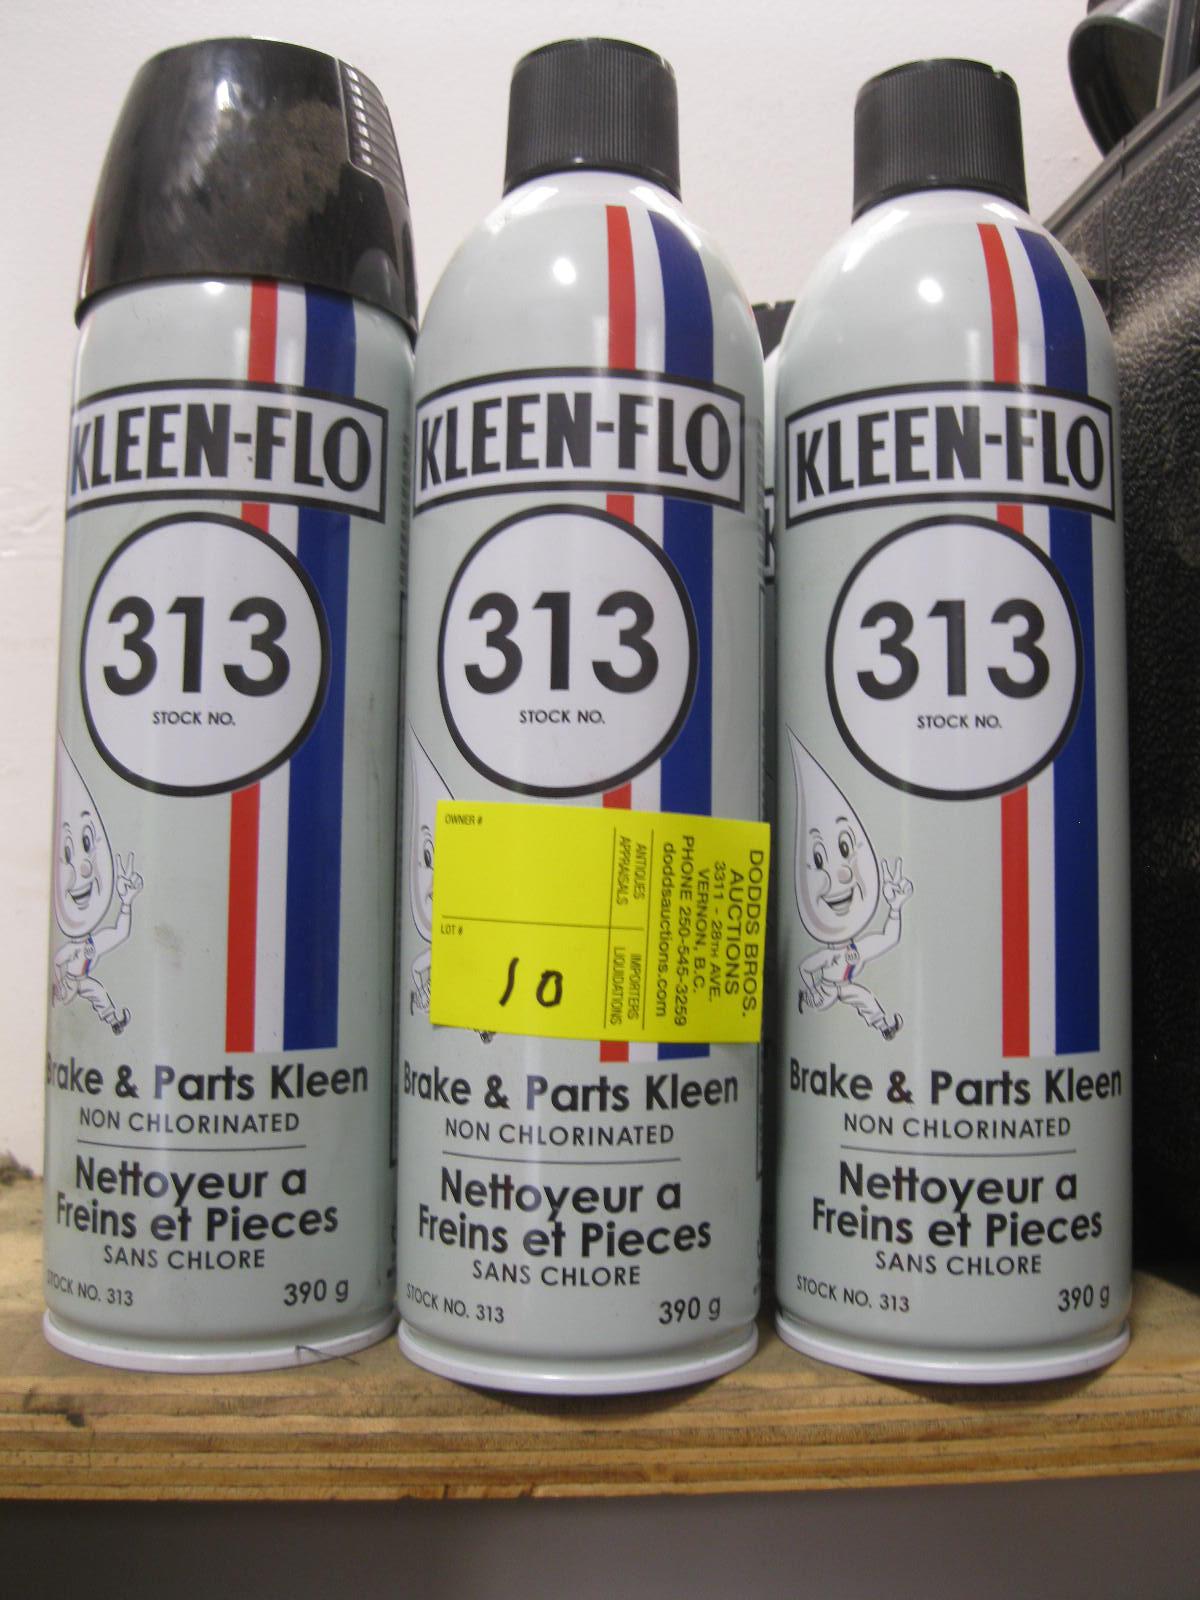 KLEEN-FLO
313
STOCK NO.
Brake & Parts Kleen
NON CHLORINATED
Nettoyeur a
Freins et Pieces
SANS CHLORE
STOCK NO. 313
390 g
KLEEN-FLO
313
STOCK NO.
OWNER #
LOT #
10
ANTIQUES
APPRAISALS
IMPORTERS
LIQUIDATIONS
DODDS BROS.
AUCTIONS
3311 - 28TH AVE.
VERNON, B.C.
PHONE 250-545-3259
doddsauctions.com
Brake & Parts Kleen
NON CHLORINATED
Nettoyeur a
Freins et Pieces
SANS CHLORE
STOCK NO. 313
390 g
KLEEN-FLO
313
STOCK NO.
Brake & Parts Kleen
NON CHLORINATED
Nettoyeur a
Freins et Pieces
SANS CHLORE
STOCK NO. 313
390 g